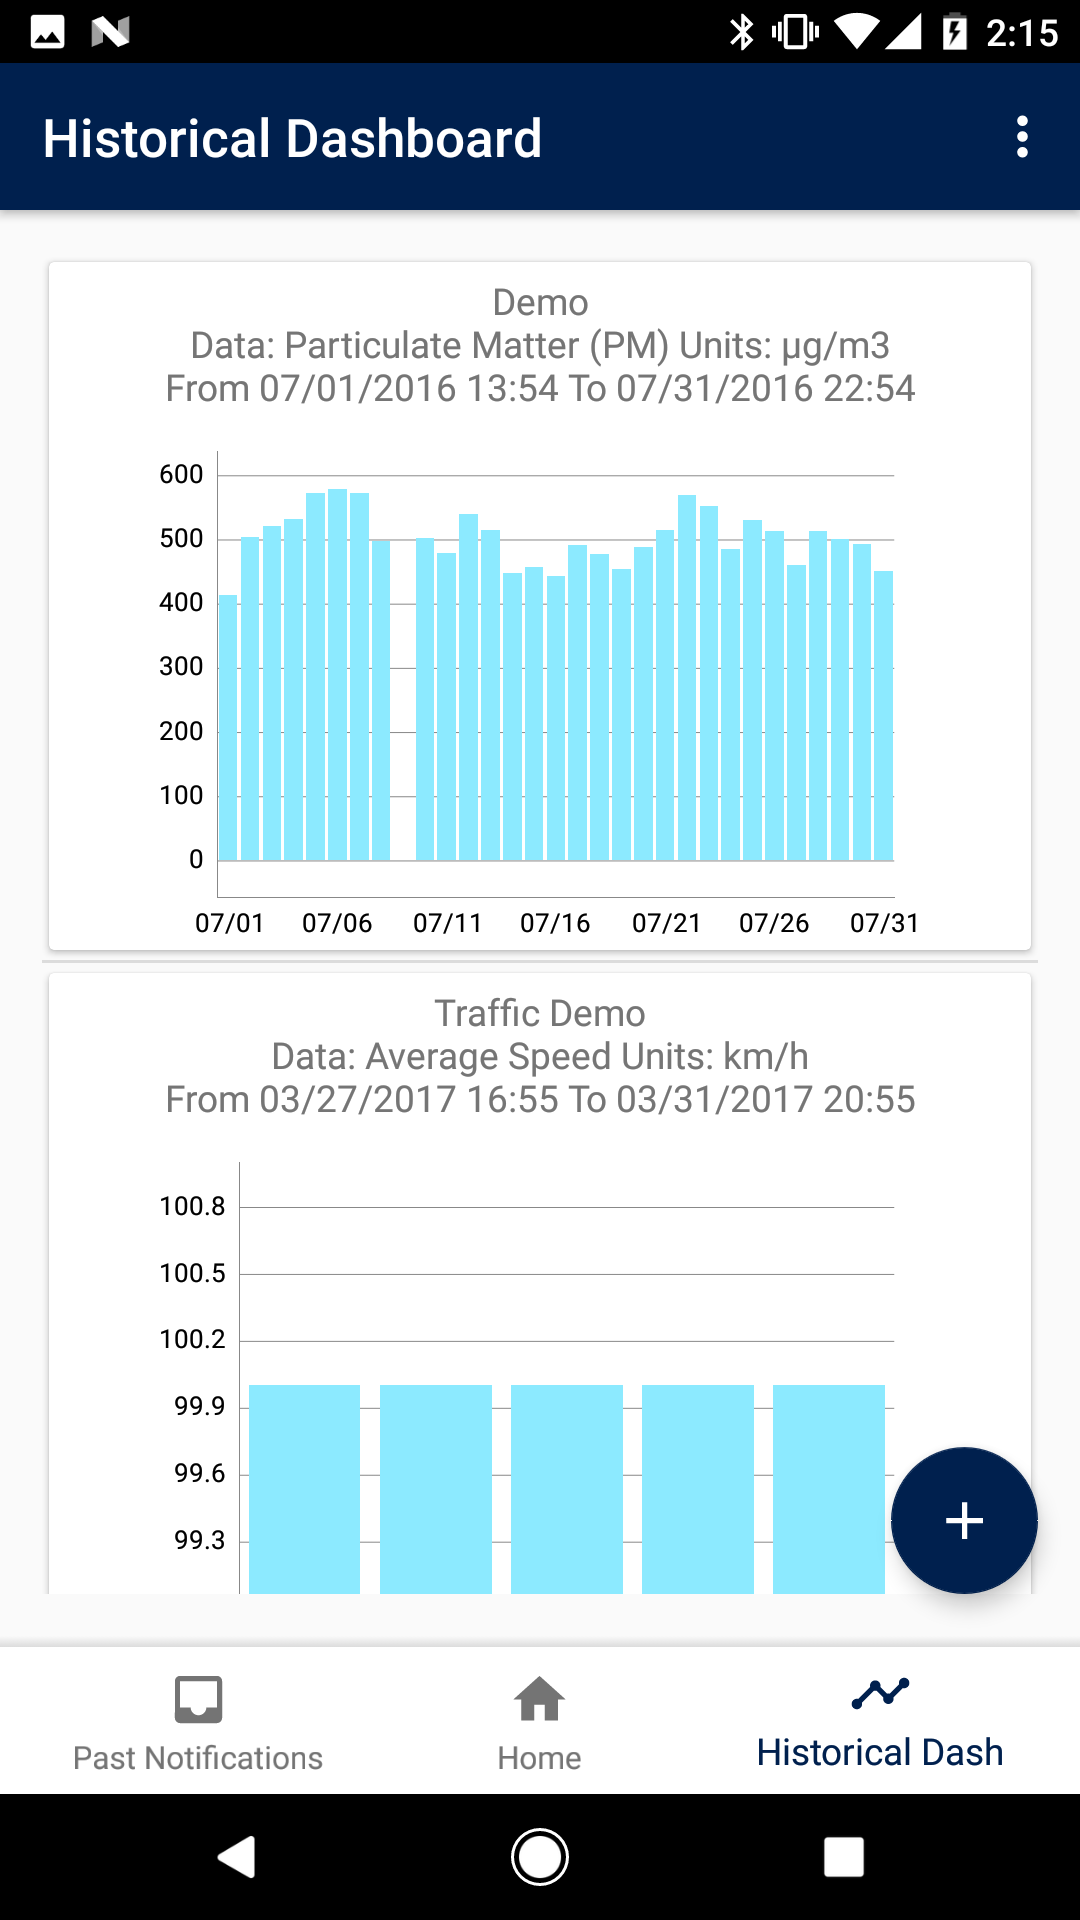 2:15
Historical Dashboard
Demo
Data: Particulate Matter (PM) Units: µg/m3
From 07/01/2016 13:54 To 07/31/2016 22:54
600
500
400
300
200
100
0
07/01 07/06 07/11 07/16 07/21 07/26 07/31
Traffic Demo
Data: Average Speed Units: km/h
From 03/27/2017 16:55 To 03/31/2017 20:55
100.8
100.5
100.2
99.9
99.6
99.3
Past Notifications Home Historical Dash